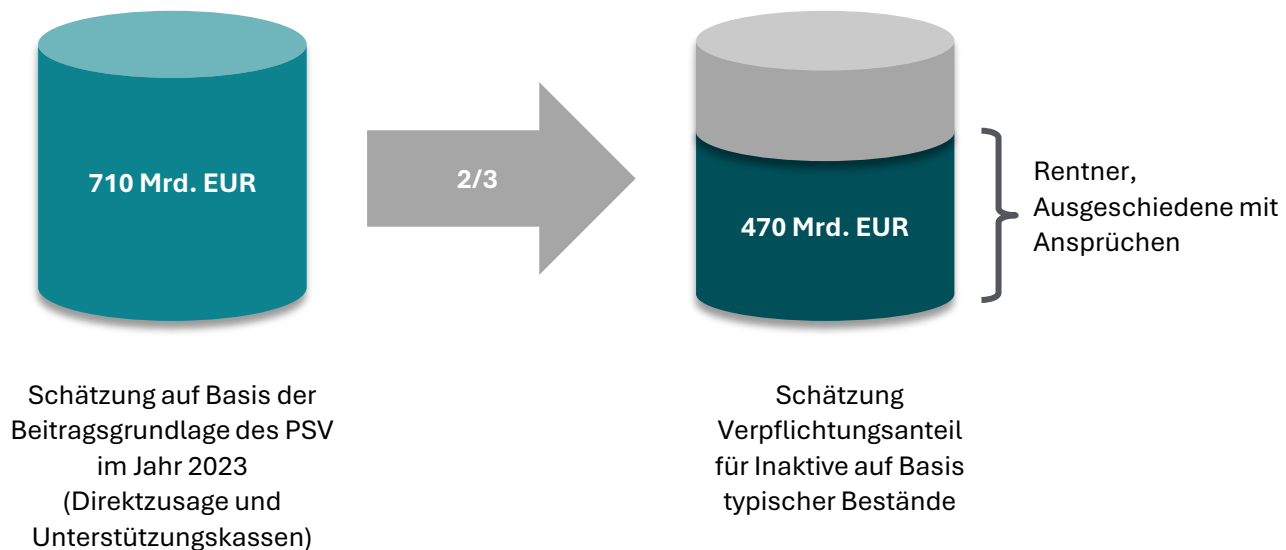 710 Mrd. EUR
2/3
470 Mrd. EUR
Rentner,
Ausgeschiedene mit
Ansprüchen
Schätzung auf Basis der
Beitragsgrundlage des PSV
im Jahr 2023
(Direktzusage und
Unterstützungskassen)
Schätzung
Verpflichtungsanteil
für Inaktive auf Basis
typischer Bestände